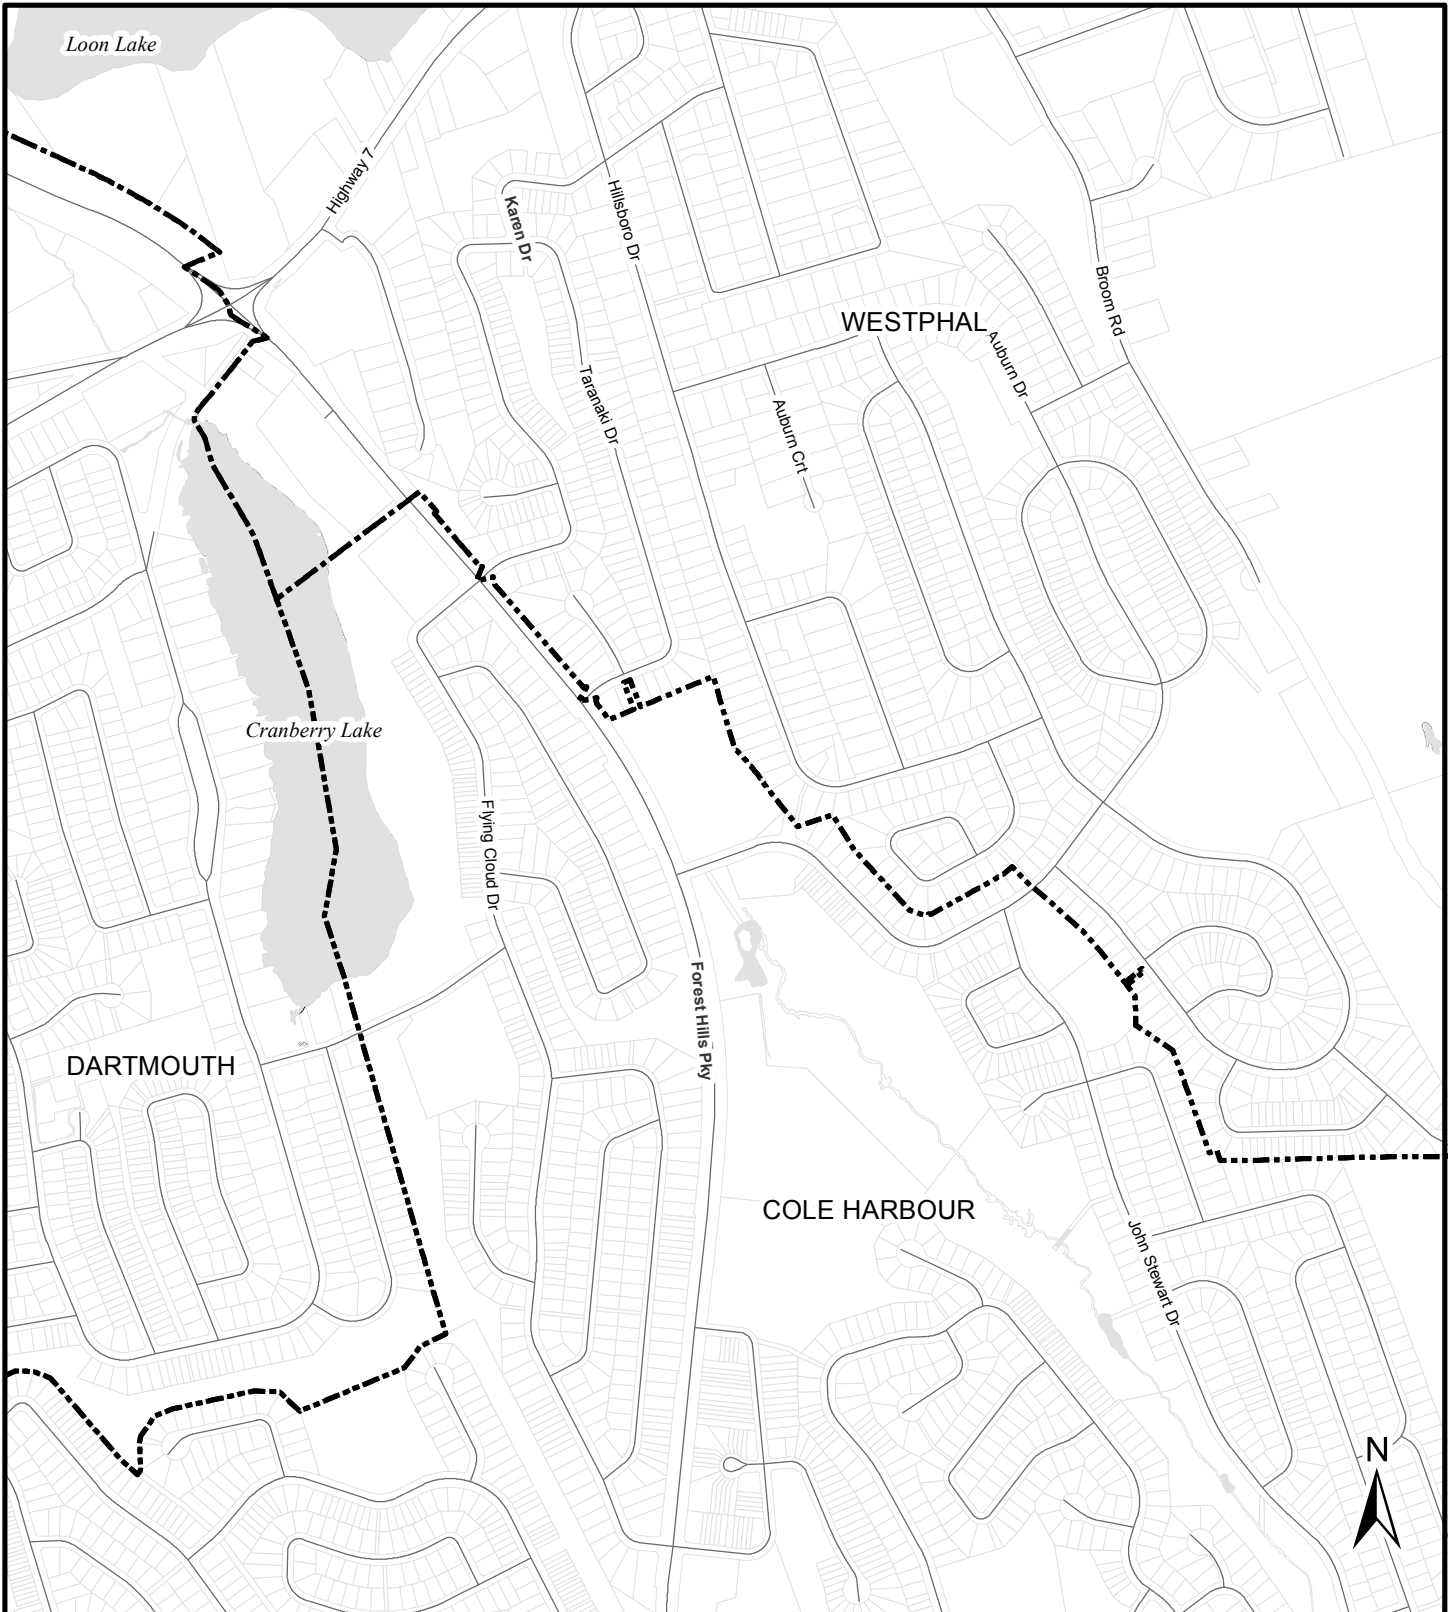 Loon Lake
Highway 7
Karen Dr
Hillsboro Dr
Broom Rd
WESTPHAL
Auburn Dr
Taranaki Dr
Auburn Crt
Cranberry Lake
Flying Cloud Dr
Forest Hills Pky
DARTMOUTH
COLE HARBOUR
John Stewart Dr
N